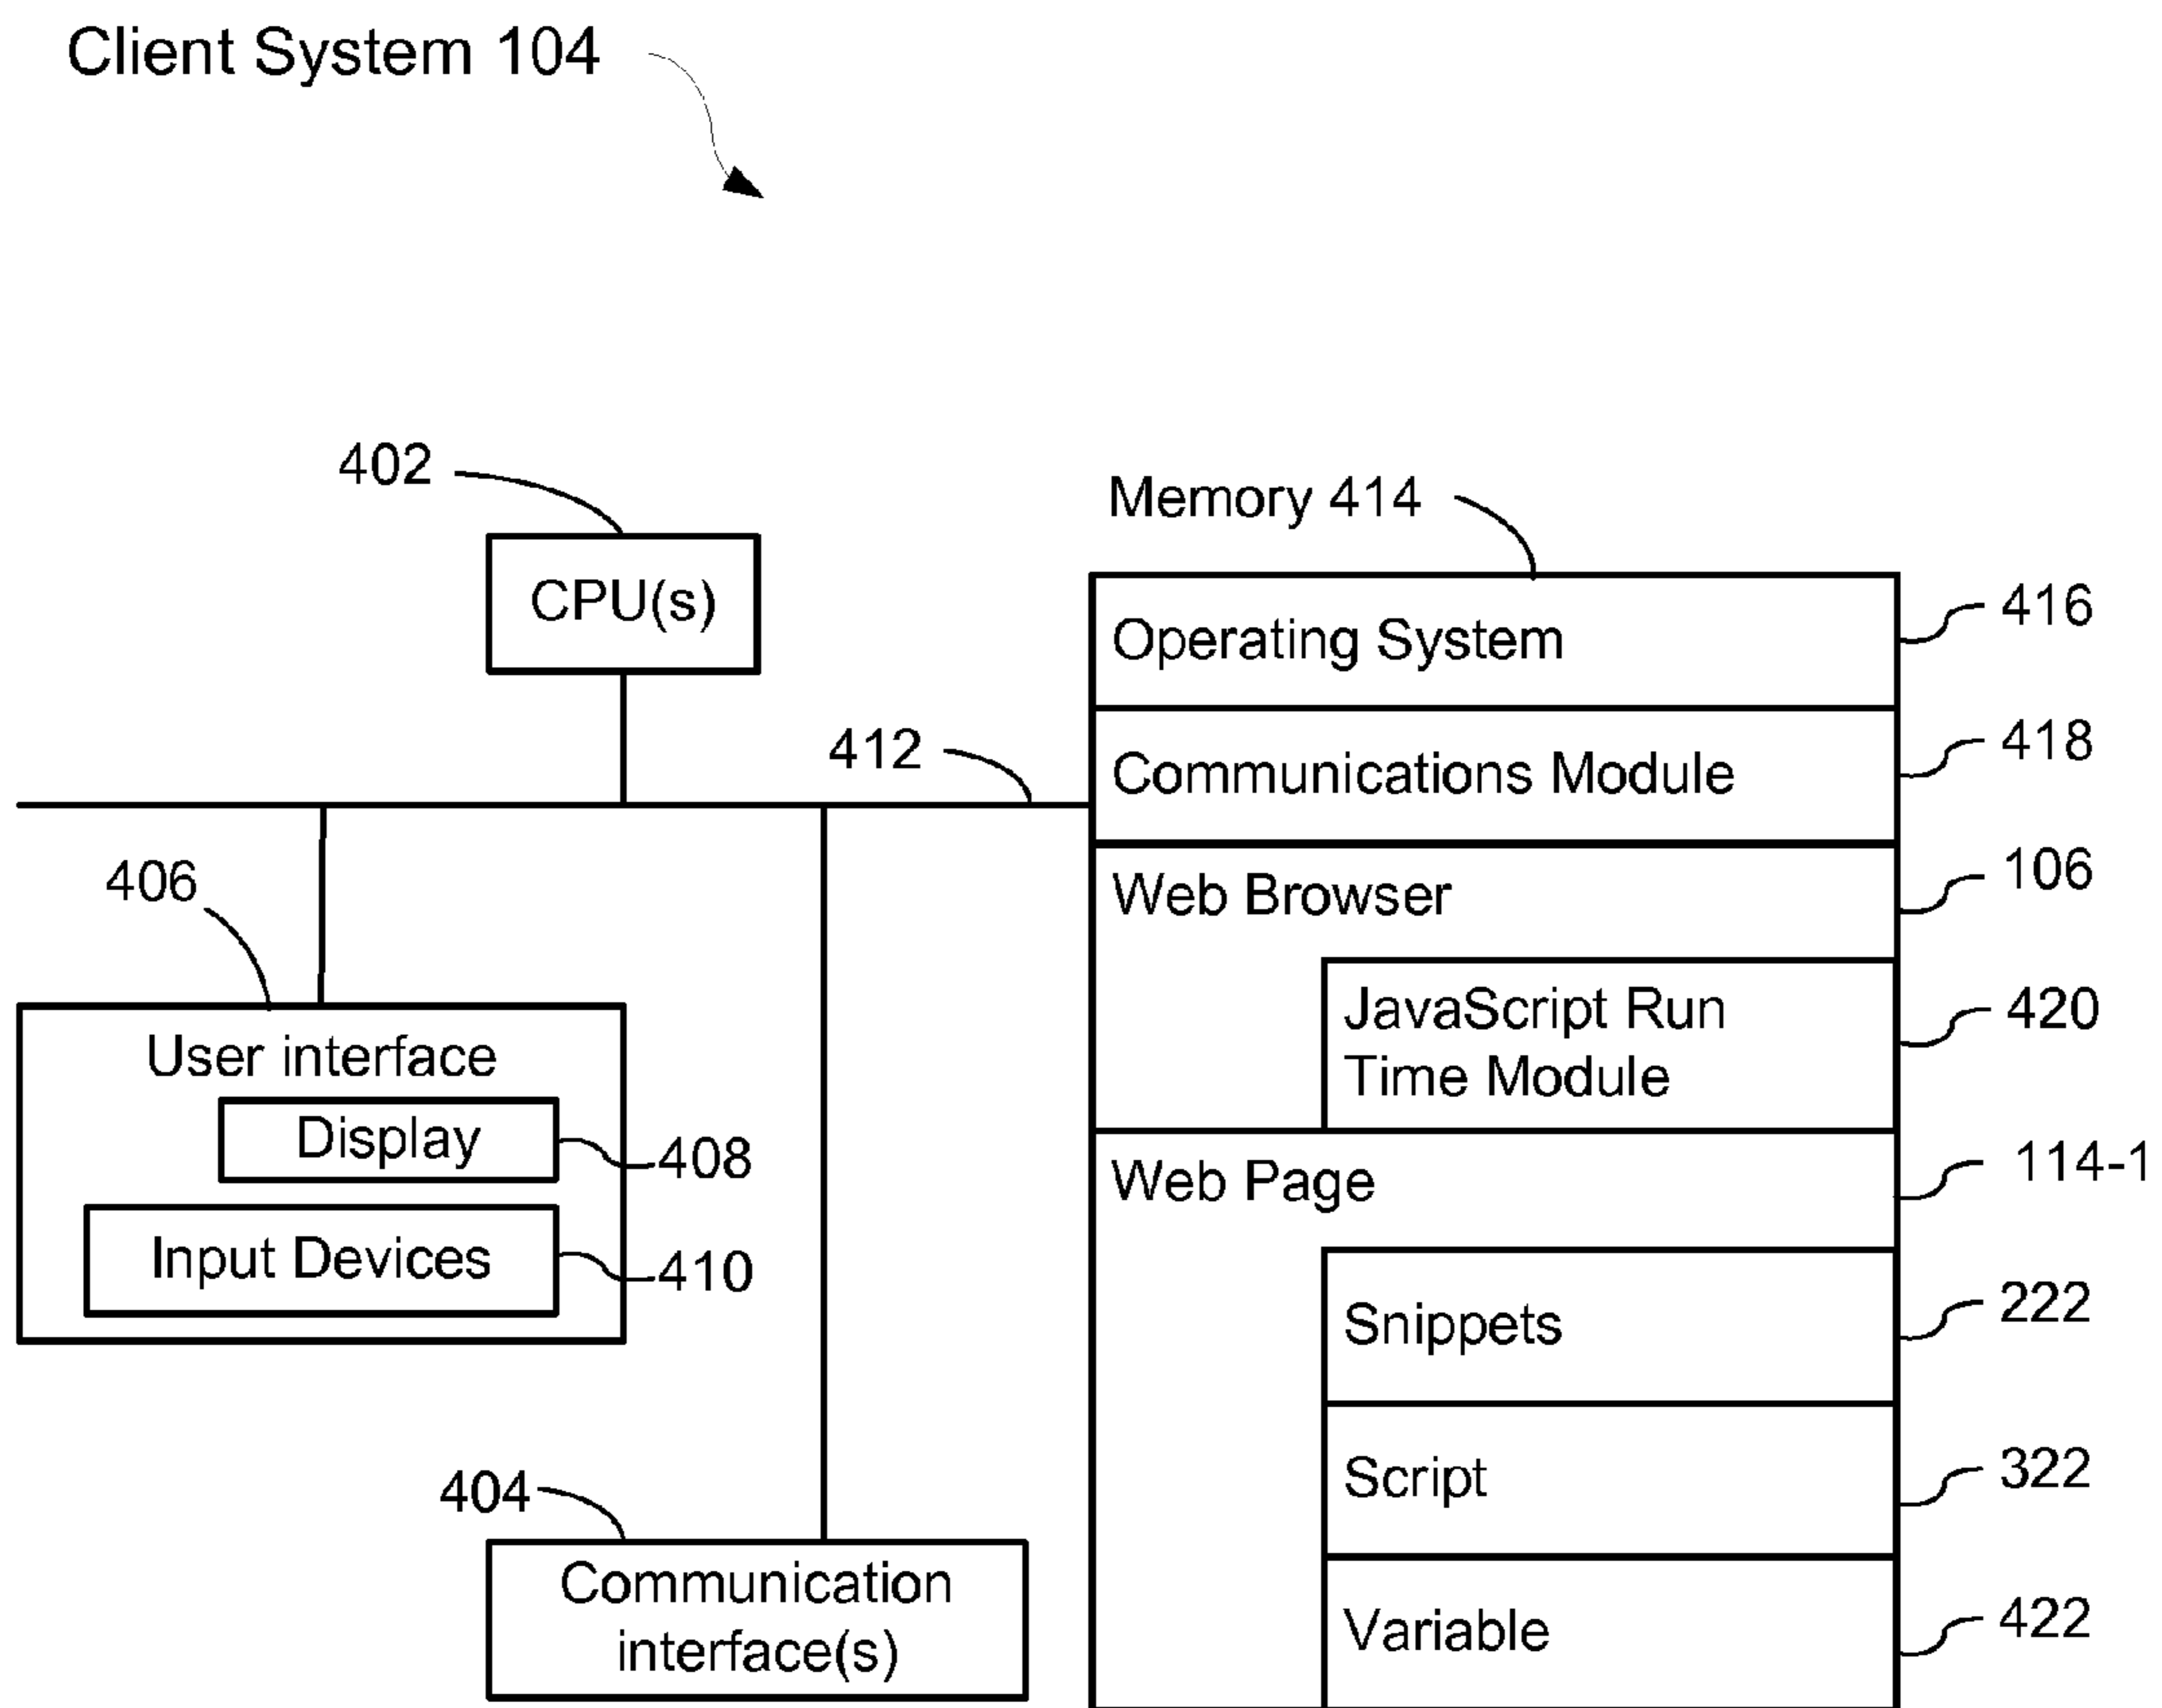 Client System 104
402
CPU(s)
412
406
User interface
Display
408
Input Devices
410
404
Communication
interface(s)
Memory 414
Operating System
416
Communications Module
418
Web Browser
106
JavaScript Run
Time Module
420
Web Page
114-1
Snippets
222
Script
322
Variable
422